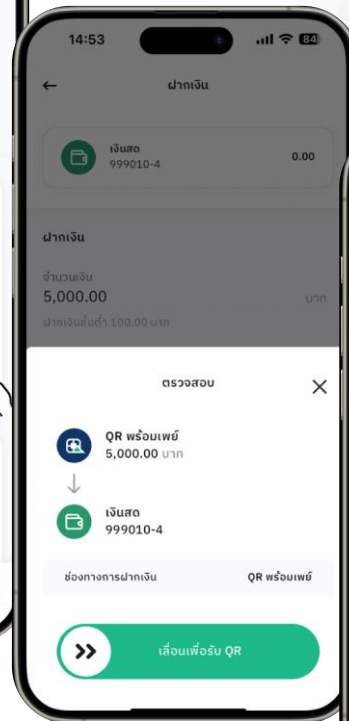 14:53
84
ฝากเงิน
เงินสด
999010-4
0.00
ฝากเงิน
จำนวนเงิน
5,000.00
บาท
ฝากเงินขั้นต่ำ 100.00 บาท
ตรวจสอบ
QR พร้อมเพย์
5,000.00 บาท
เงินสด
999010-4
ช่องทางการฝากเงิน
QR พร้อมเพย์
เลื่อนเพื่อรับ QR